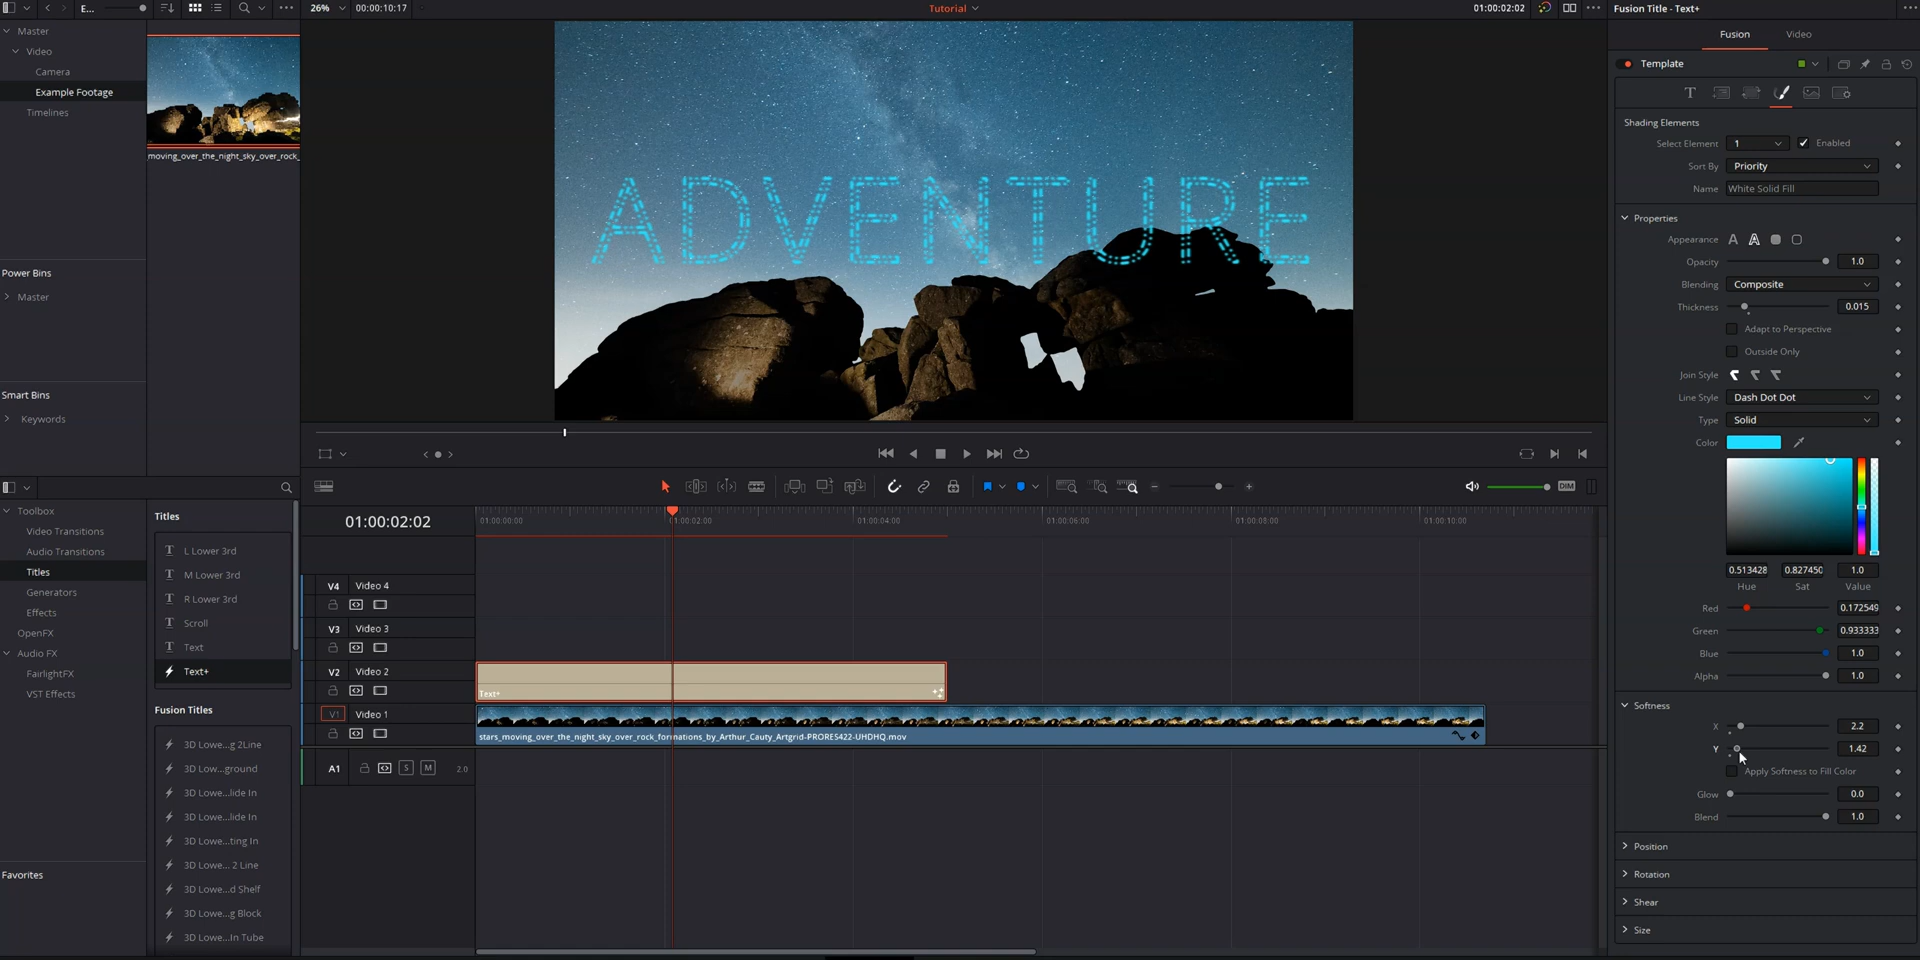 E...
26%
00:00:10:17
Tutorial
01:00:02:02
Fusion Title - Text+
Master
Video
Camera
Example Footage
Timelines
moving_over_the_night_sky_over_rock_
Power Bins
Master
Smart Bins
Keywords
ADVENTURE
Fusion
Video
Template
T
Shading Elements
Select Element
1
Enabled
Sort By
Priority
Name
White Solid Fill
Properties
Appearance
Opacity
1.0
Blending
Composite
Thickness
0.015
Adapt to Perspective
Outside Only
Join Style
Line Style
Dash Dot Dot
Type
Solid
Color
0.513428
0.827450
1.0
Hue
Sat
Value
Red
0.172549
Green
0.933333
Blue
1.0
Alpha
1.0
Softness
X
2.2
Y
1.42
Apply Softness to Fill Color
Glow
0.0
Blend
1.0
Position
Rotation
Shear
Size
Toolbox
Video Transitions
Audio Transitions
Titles
Generators
Effects
OpenFX
Audio FX
FairlightFX
VST Effects
Favorites
Titles
L Lower 3rd
M Lower 3rd
R Lower 3rd
Scroll
Text
Text+
Fusion Titles
3D Lowe...g 2Line
3D Low...ground
3D Lowe...lide In
3D Lowe...lide In
3D Lowe...ting In
3D Lowe... 2 Line
3D Lowe...d Shelf
3D Lowe...g Block
3D Lowe...In Tube
DIM
01:00:02:02
01:00:00:00
01:00:02:00
01:00:04:00
01:00:06:00
01:00:08:00
01:00:10:00
V4
Video 4
V3
Video 3
V2
Video 2
Text+
V1
Video 1
stars_moving_over_the_night_sky_over_rock_formations_by_Arthur_Cauty_Artgrid-PRORES422-UHDHQ.mov
A1
S
M
2.0